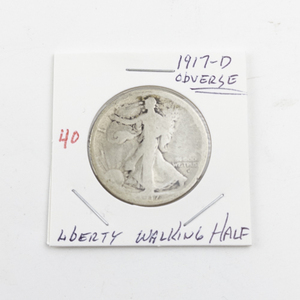 1917-D
OBVERSE
40
LIBERTY WALKING HALF